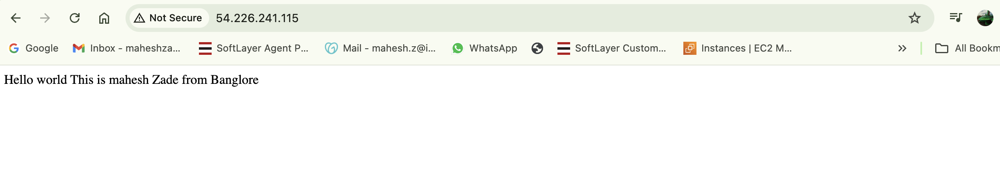 Not Secure 54.226.241.115
Google Inbox - maheshza... SoftLayer Agent P... Mail - mahesh.z@i... WhatsApp SoftLayer Custom... Instances | EC2 M... » All Bookm
Hello world This is mahesh Zade from Banglore